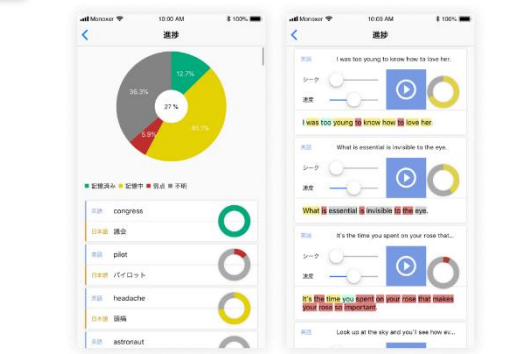 Monoxer 10:00 AM 100%
進捗
12.7%
36.3%
27 %
5.9%
記憶済み 記憶中 弱点 不明
英語 congress
日本語 議会
英語 pilot
日本語 パイロット
英語 headache
日本語 頭痛
英語 astronaut
Monoxer 10:03 AM 100%
進捗
英語 I was too young to know how to love her.
シーク
速度
I was too young to know how to love her.
英語 What is essential is invisible to the eye.
シーク
速度
What is essential is invisible to the eye.
英語 It's the time you spent on your rose that...
シーク
速度
It's the time you spent on your rose that makes
your rose so important.
英語 Look up at the sky and you'll see how ev...